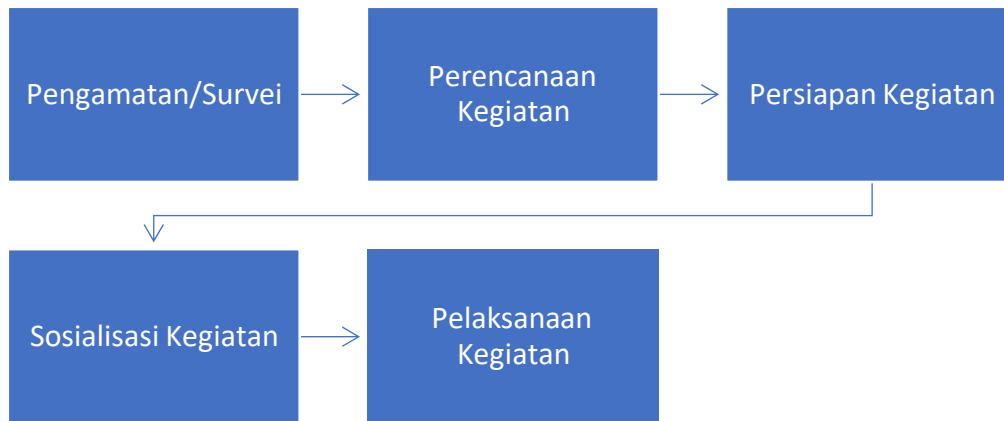 Pengamatan/Survei
Perencanaan
Kegiatan
Persiapan Kegiatan
Sosialisasi Kegiatan
Pelaksanaan
Kegiatan